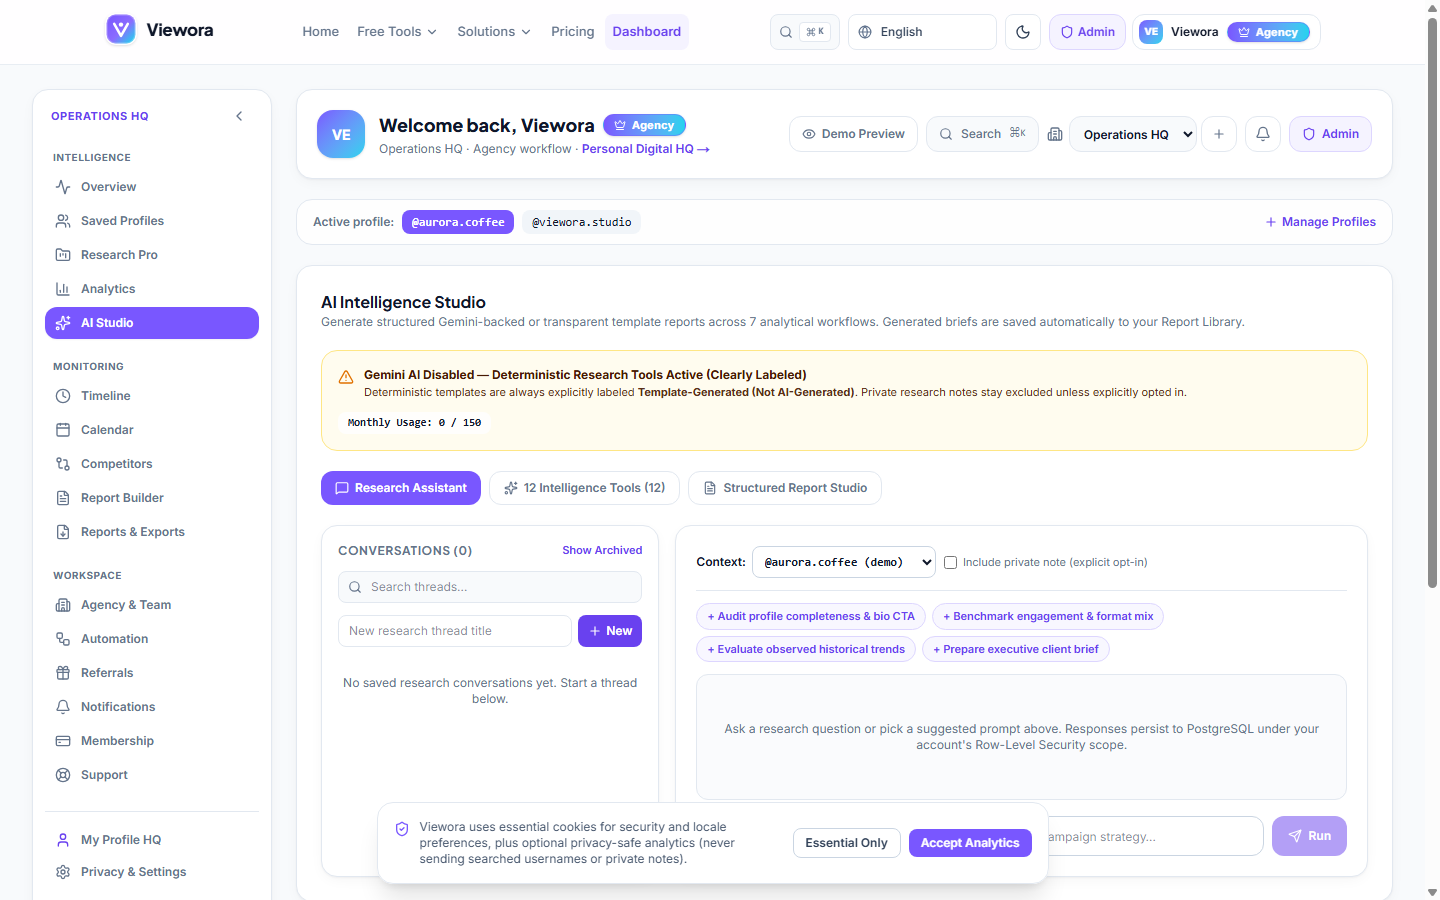 Viewora
Home
Free Tools
Solutions
Pricing
Dashboard
⌘ K
English
Admin
VE
Viewora
Agency
OPERATIONS HQ
INTELLIGENCE
Overview
Saved Profiles
Research Pro
Analytics
AI Studio
MONITORING
Timeline
Calendar
Competitors
Report Builder
Reports & Exports
WORKSPACE
Agency & Team
Automation
Referrals
Notifications
Membership
Support
My Profile HQ
Privacy & Settings
VE
Welcome back, Viewora
Agency
Operations HQ · Agency workflow · Personal Digital HQ →
Demo Preview
Search ⌘K
Operations HQ
Admin
Active profile:
@aurora.coffee
@viewora.studio
Manage Profiles
AI Intelligence Studio
Generate structured Gemini-backed or transparent template reports across 7 analytical workflows. Generated briefs are saved automatically to your Report Library.
Gemini AI Disabled — Deterministic Research Tools Active (Clearly Labeled)
Deterministic templates are always explicitly labeled Template-Generated (Not AI-Generated). Private research notes stay excluded unless explicitly opted in.
Monthly Usage: 0 / 150
Research Assistant
12 Intelligence Tools (12)
Structured Report Studio
CONVERSATIONS (0)
Show Archived
Search threads...
New research thread title
New
No saved research conversations yet. Start a thread
below.
Context:
@aurora.coffee (demo)
Include private note (explicit opt-in)
+ Audit profile completeness & bio CTA
+ Benchmark engagement & format mix
+ Evaluate observed historical trends
+ Prepare executive client brief
Ask a research question or pick a suggested prompt above. Responses persist to PostgreSQL under your
account's Row-Level Security scope.
ampaign strategy...
Run
Viewora uses essential cookies for security and locale
preferences, plus optional privacy-safe analytics (never
sending searched usernames or private notes).
Essential Only
Accept Analytics